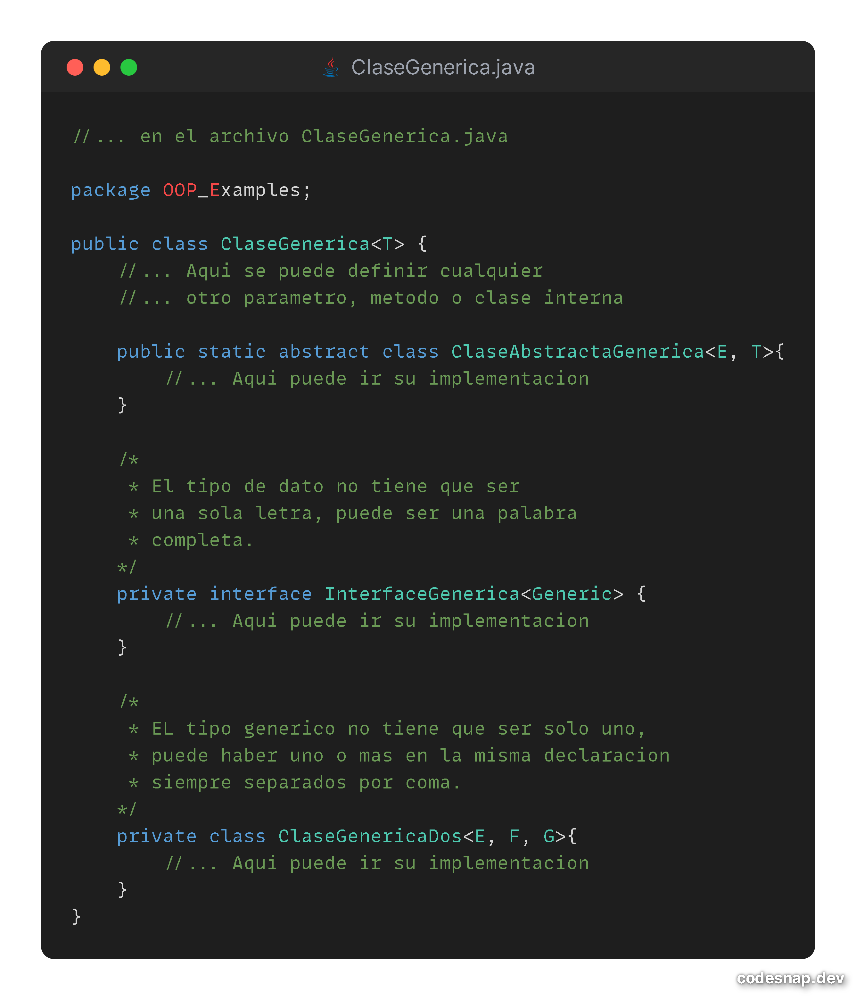 ClaseGenerica.java
//... en el archivo ClaseGenerica.java
package OOP_Examples;
public class ClaseGenerica<T> {
//... Aqui se puede definir cualquier
//... otro parametro, metodo o clase interna
public static abstract class ClaseAbstractaGenerica<E, T>{
//... Aqui puede ir su implementacion
}
/*
* El tipo de dato no tiene que ser
* una sola letra, puede ser una palabra
* completa.
*/
private interface InterfaceGenerica<Generic> {
//... Aqui puede ir su implementacion
}
/*
* EL tipo generico no tiene que ser solo uno,
* puede haber uno o mas en la misma declaracion
* siempre separados por coma.
*/
private class ClaseGenericaDos<E, F, G>{
//... Aqui puede ir su implementacion
}
}
codesnap.dev